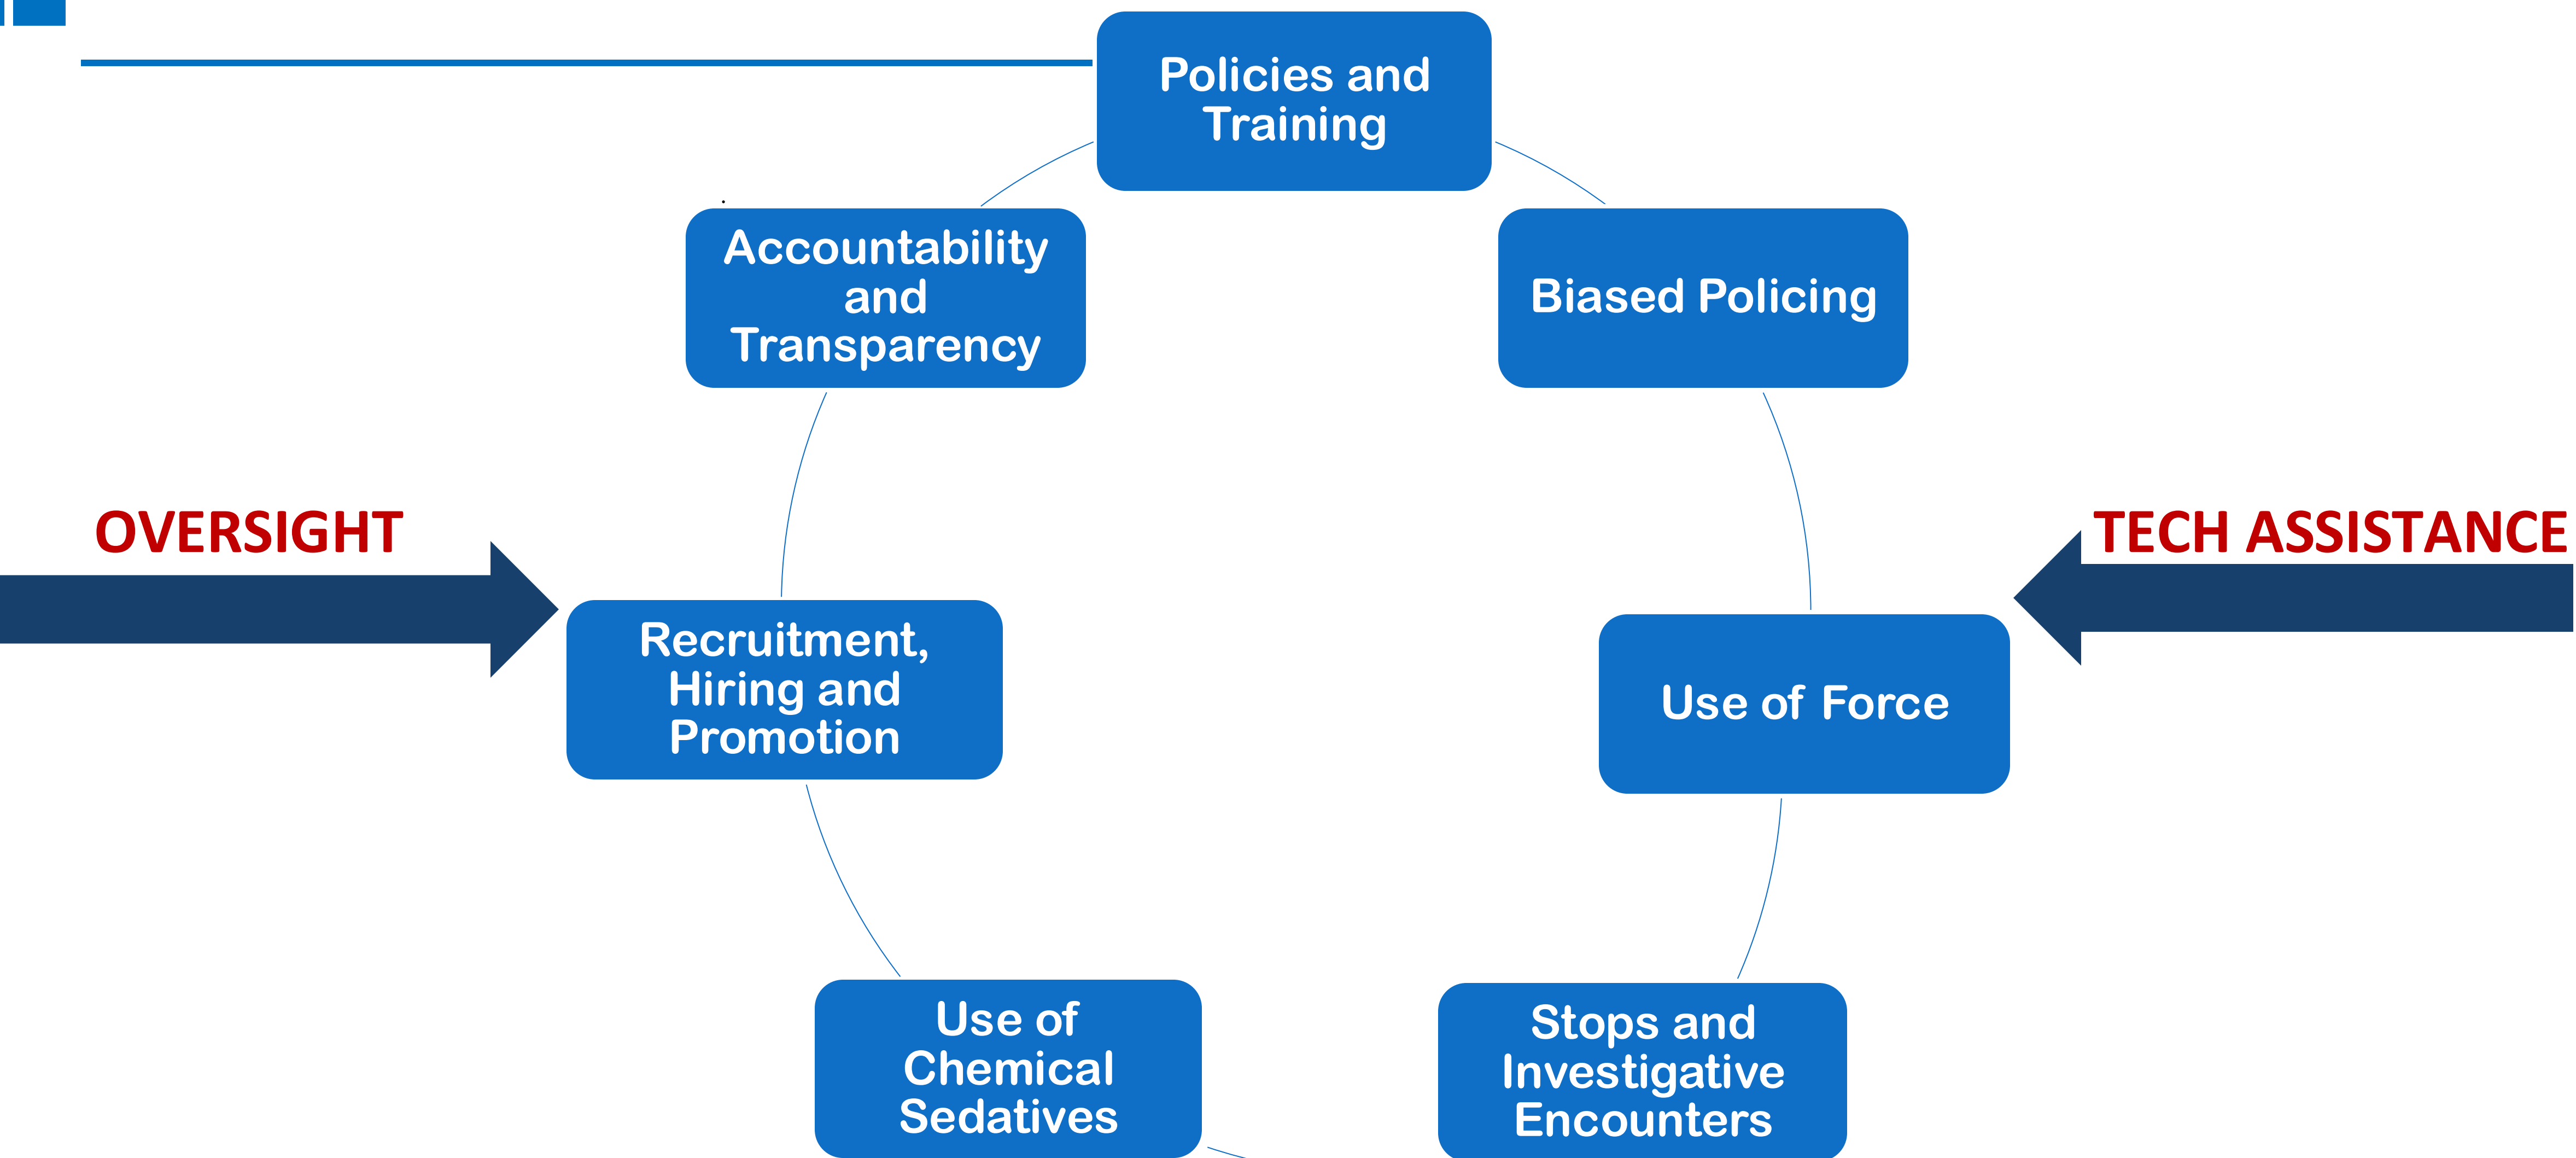 Policies and
Training
Accountability
and
Transparency
Biased Policing
OVERSIGHT
TECH ASSISTANCE
Recruitment,
Hiring and
Promotion
Use of Force
Use of
Chemical
Sedatives
Stops and
Investigative
Encounters